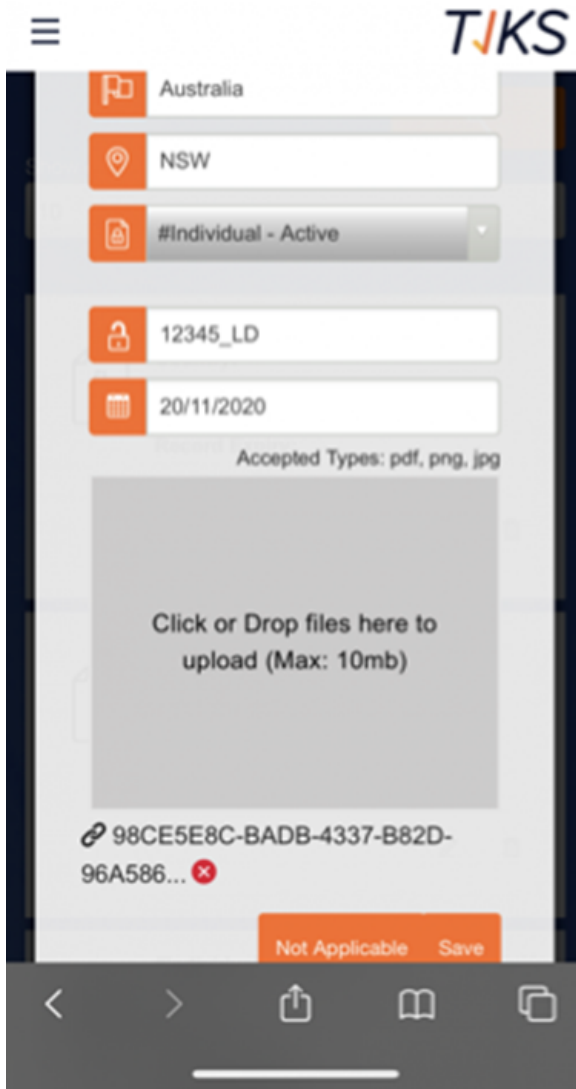 TJKS
Australia
NSW
#Individual - Active
12345_LD
20/11/2020
Accepted Types: pdf, png, jpg
Click or Drop files here to
upload (Max: 10mb)
98CE5E8C-BADB-4337-B82D-
96A586...
Not Applicable Save